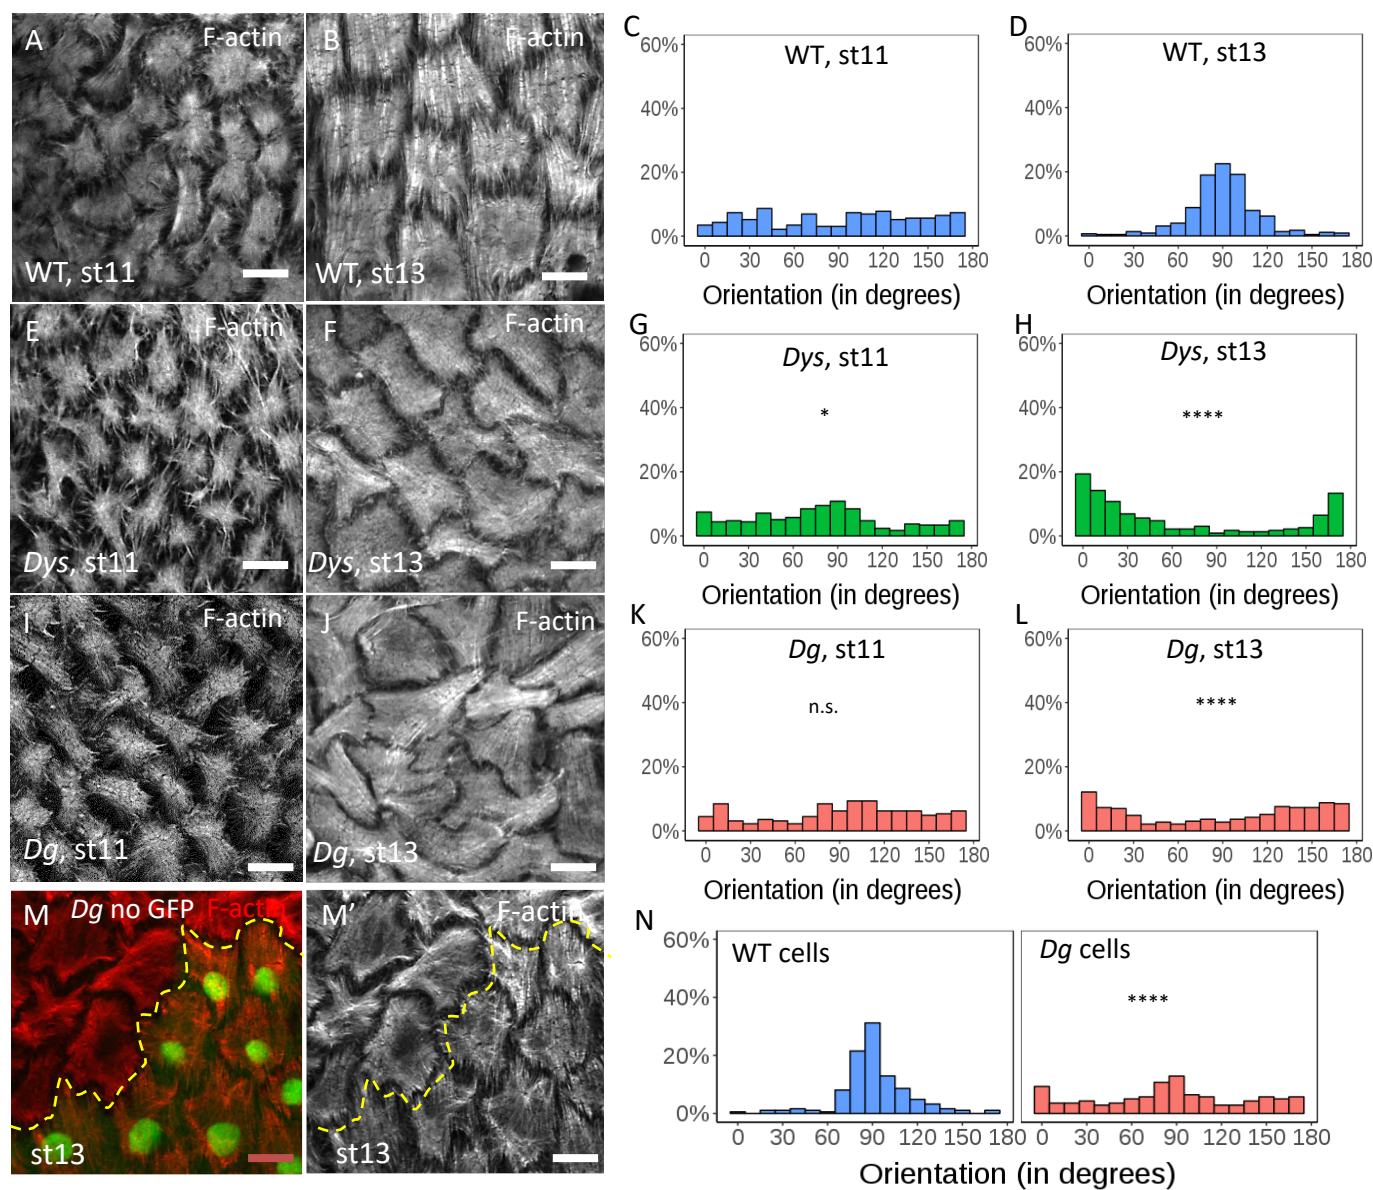 A F-actin
WT, st11
B F-actin
WT, st13
C
WT, st11
60%
40%
20%
0%
0 30 60 90 120 150 180
Orientation (in degrees)
D
WT, st13
60%
40%
20%
0%
0 30 60 90 120 150 180
Orientation (in degrees)
E F-actin
Dys, st11
F F-actin
Dys, st13
G
Dys, st11
*
60%
40%
20%
0%
0 30 60 90 120 150 180
Orientation (in degrees)
H
Dys, st13
****
60%
40%
20%
0%
0 30 60 90 120 150 180
Orientation (in degrees)
I F-actin
Dg, st11
J F-actin
Dg, st13
K
Dg, st11
n.s.
60%
40%
20%
0%
0 30 60 90 120 150 180
Orientation (in degrees)
L
Dg, st13
****
60%
40%
20%
0%
0 30 60 90 120 150 180
Orientation (in degrees)
M Dg no GFP F-actin
st13
M’ F-actin
st13
N
WT cells
60%
40%
20%
0%
0 30 60 90 120 150 180
Dg cells
****
0 30 60 90 120 150 180
Orientation (in degrees)